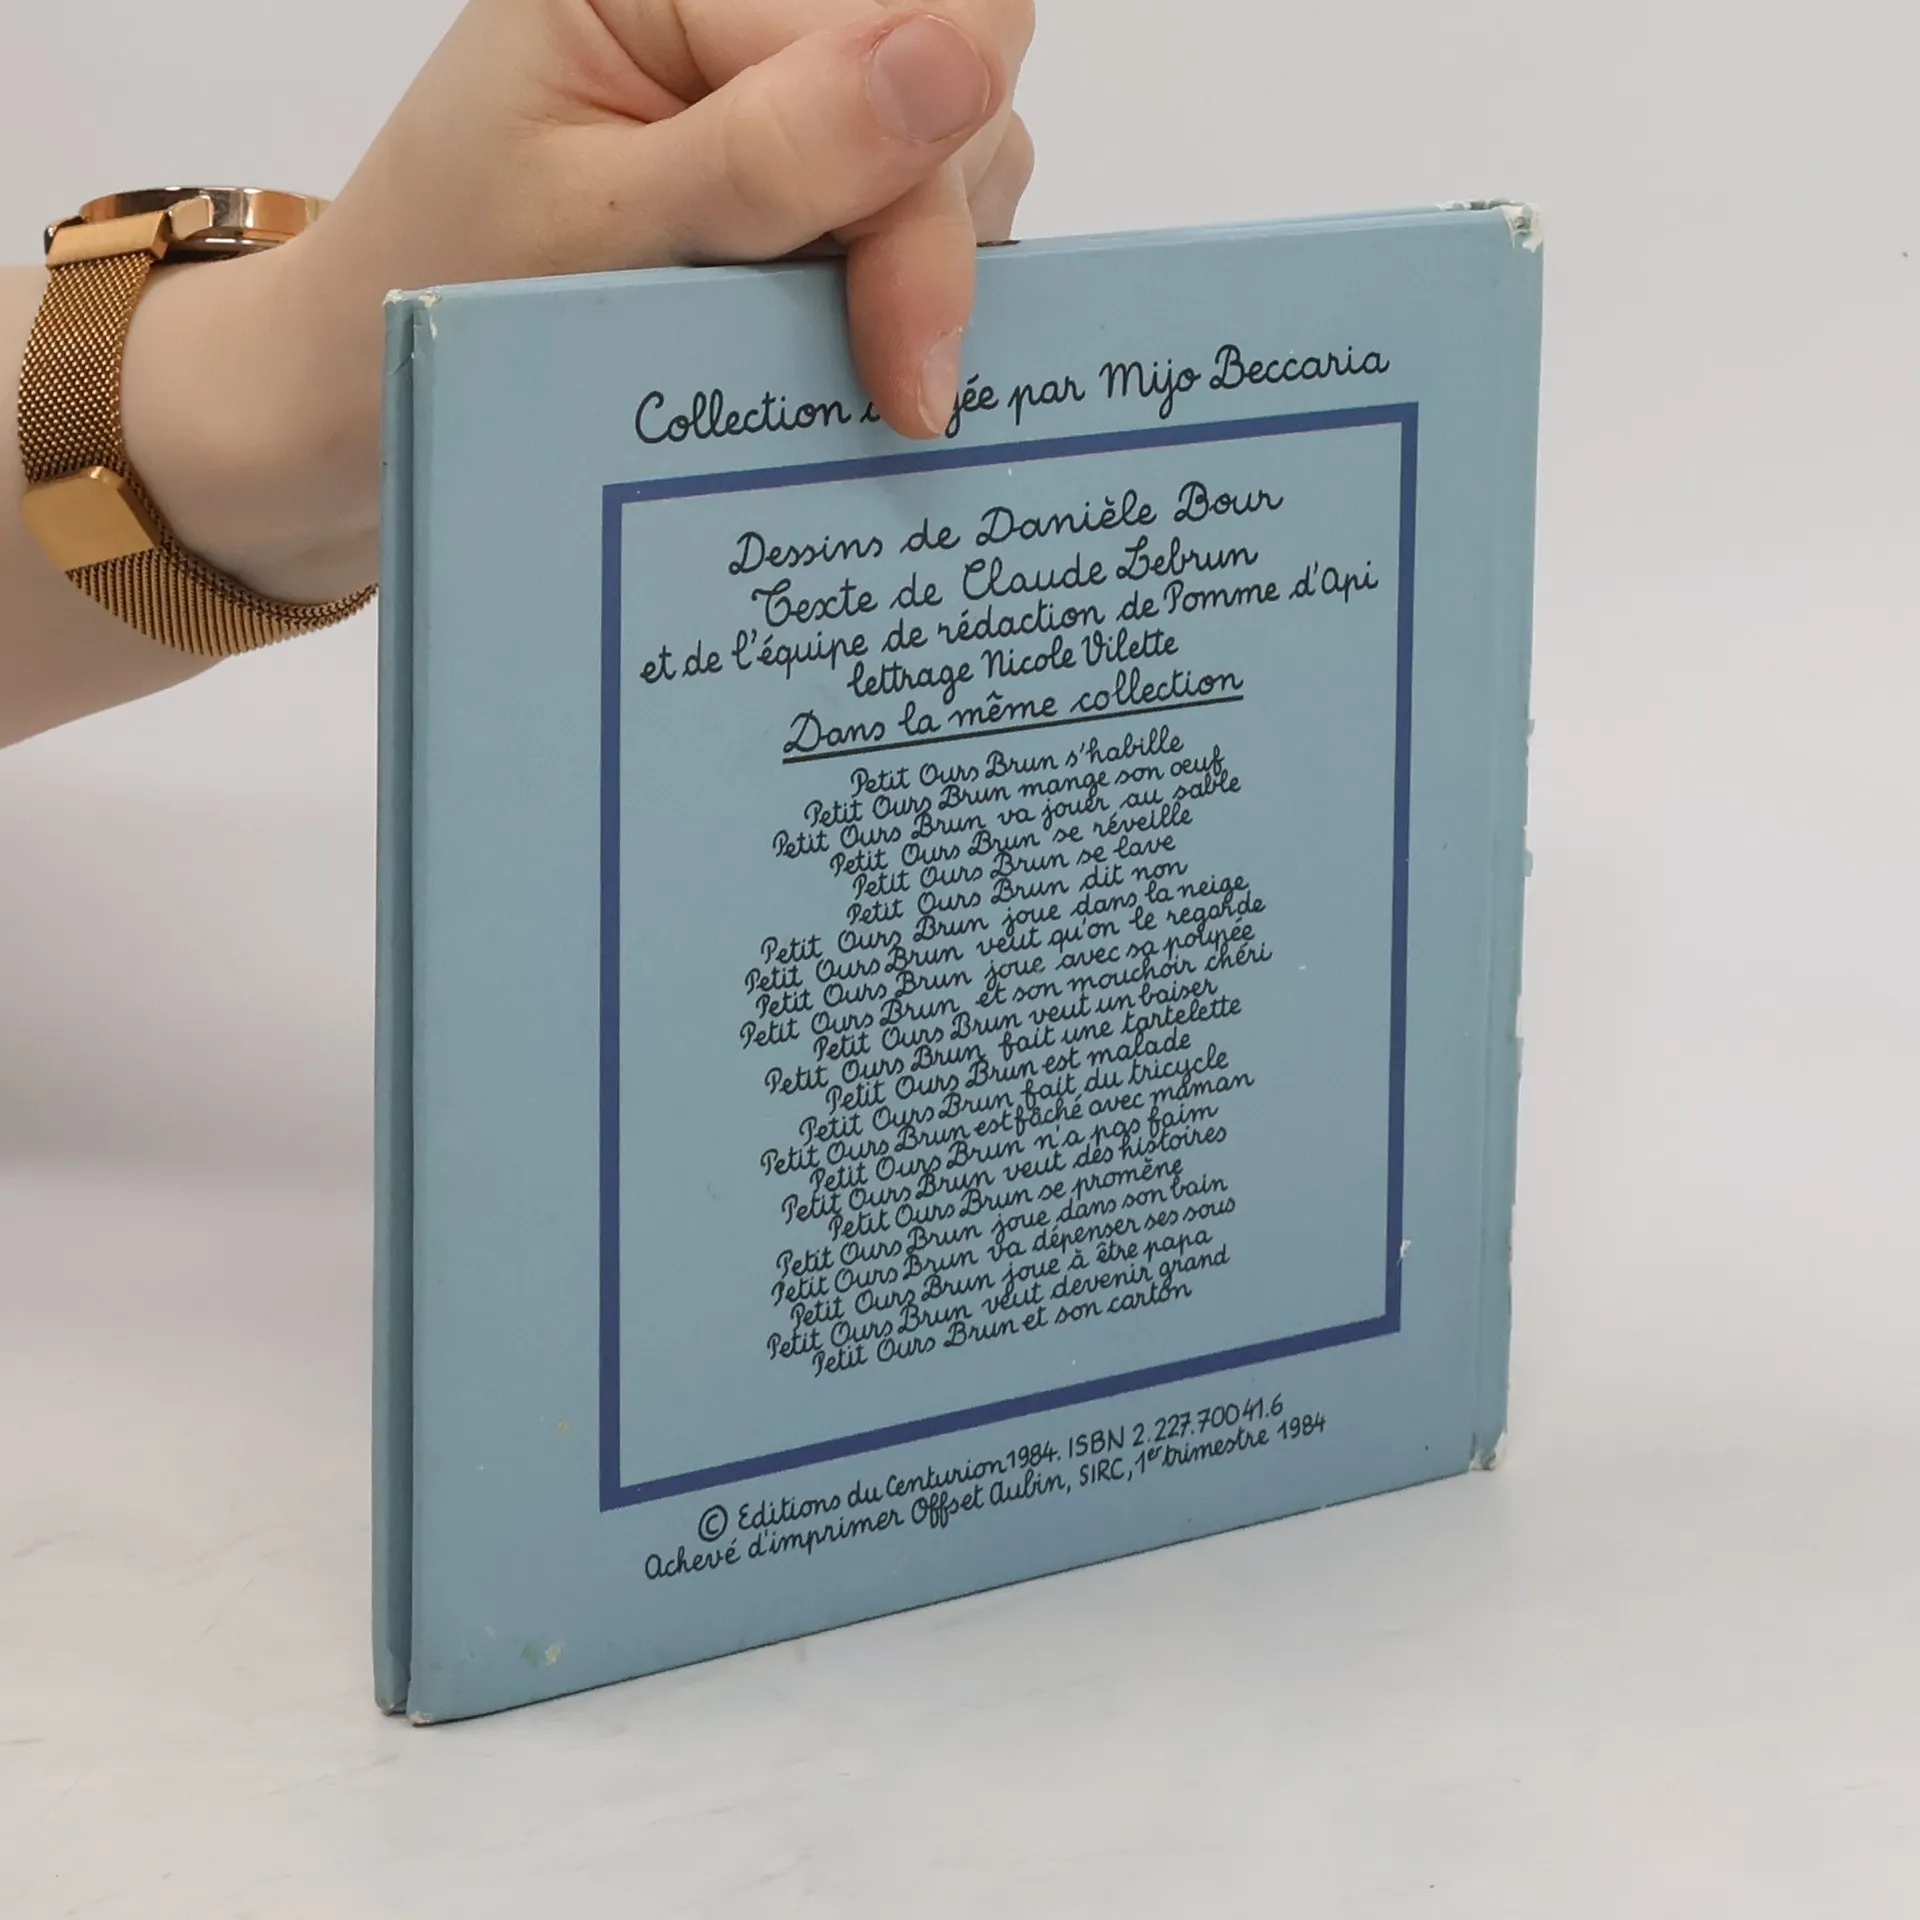 Collection gée par Mijo Beccaria
Dessins de Danièle Bour
Texte de Claude Lebrun
et de l'équipe de rédaction de Pomme d'Api
lettrage Nicole Vilette
Dans la même collection
Petit Ours Brun s'habille
Petit Ours Brun mange son oeuf
Petit Ours Brun va jouer au sable
Petit Ours Brun se réveille
Petit Ours Brun se lave
Petit Ours Brun dit non
Petit Ours Brun joue dans la neige
Petit Ours Brun veut qu'on le regarde
Petit Ours Brun joue avec sa poupée
Petit Ours Brun et son mouchoir chéri
Petit Ours Brun veut un baiser
Petit Ours Brun fait une tartelette
Petit Ours Brun est malade
Petit Ours Brun fait du tricycle
Petit Ours Brun est fâché avec maman
Petit Ours Brun n'a pas faim
Petit Ours Brun veut des histoires
Petit Ours Brun se promène
Petit Ours Brun joue dans son bain
Petit Ours Brun va dépenser ses sous
Petit Ours Brun joue à être papa
Petit Ours Brun veut devenir grand
Petit Ours Brun et son carton
© Editions du Centurion 1984. ISBN 2.227.70041.6
Achevé d'imprimer Offset Aubin, SIRC, 1er trimestre 1984